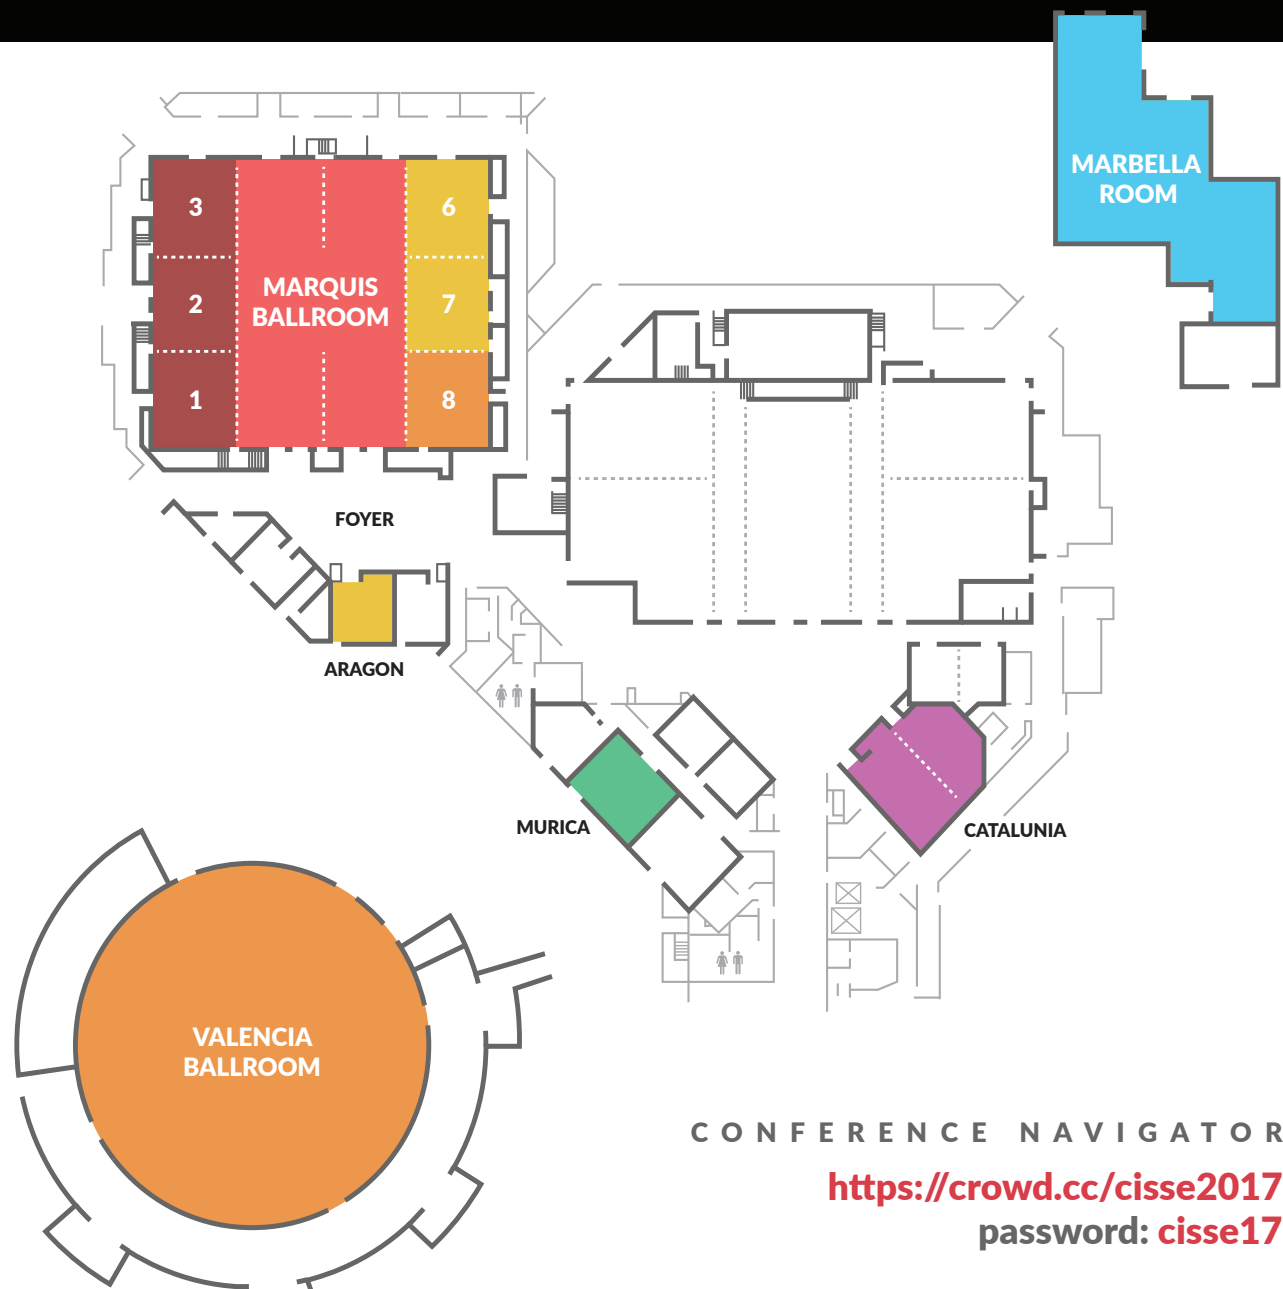 MARBELLA
ROOM
3
6
2
MARQUIS
BALLROOM
7
1
8
FOYER
ARAGON
MURICA
CATALUNIA
VALENCIA
BALLROOM
CONFERENCE NAVIGATOR
https://crowd.cc/cisse2017
password: cisse17